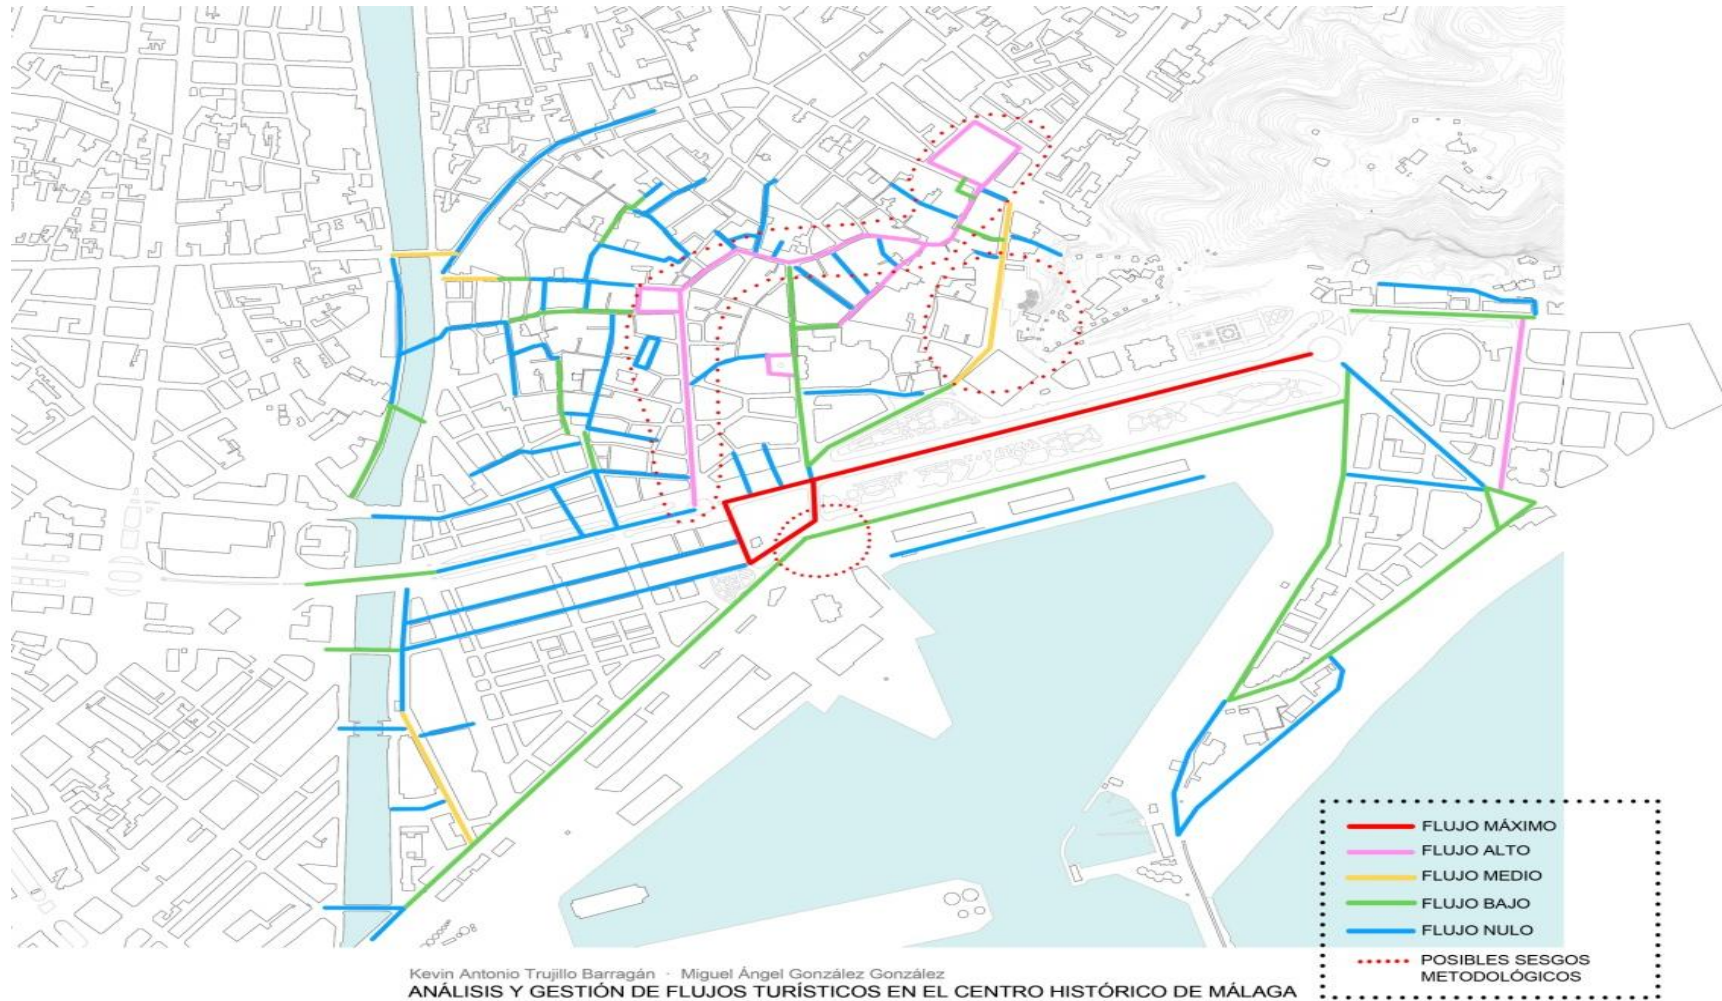 FLUJO MÁXIMO
FLUJO ALTO
FLUJO MEDIO
FLUJO BAJO
FLUJO NULO
POSIBLES SESGOS
METODOLÓGICOS
Kevin Antonio Trujillo Barragán · Miguel Ángel González González
ANÁLISIS Y GESTIÓN DE FLUJOS TURÍSTICOS EN EL CENTRO HISTÓRICO DE MÁLAGA